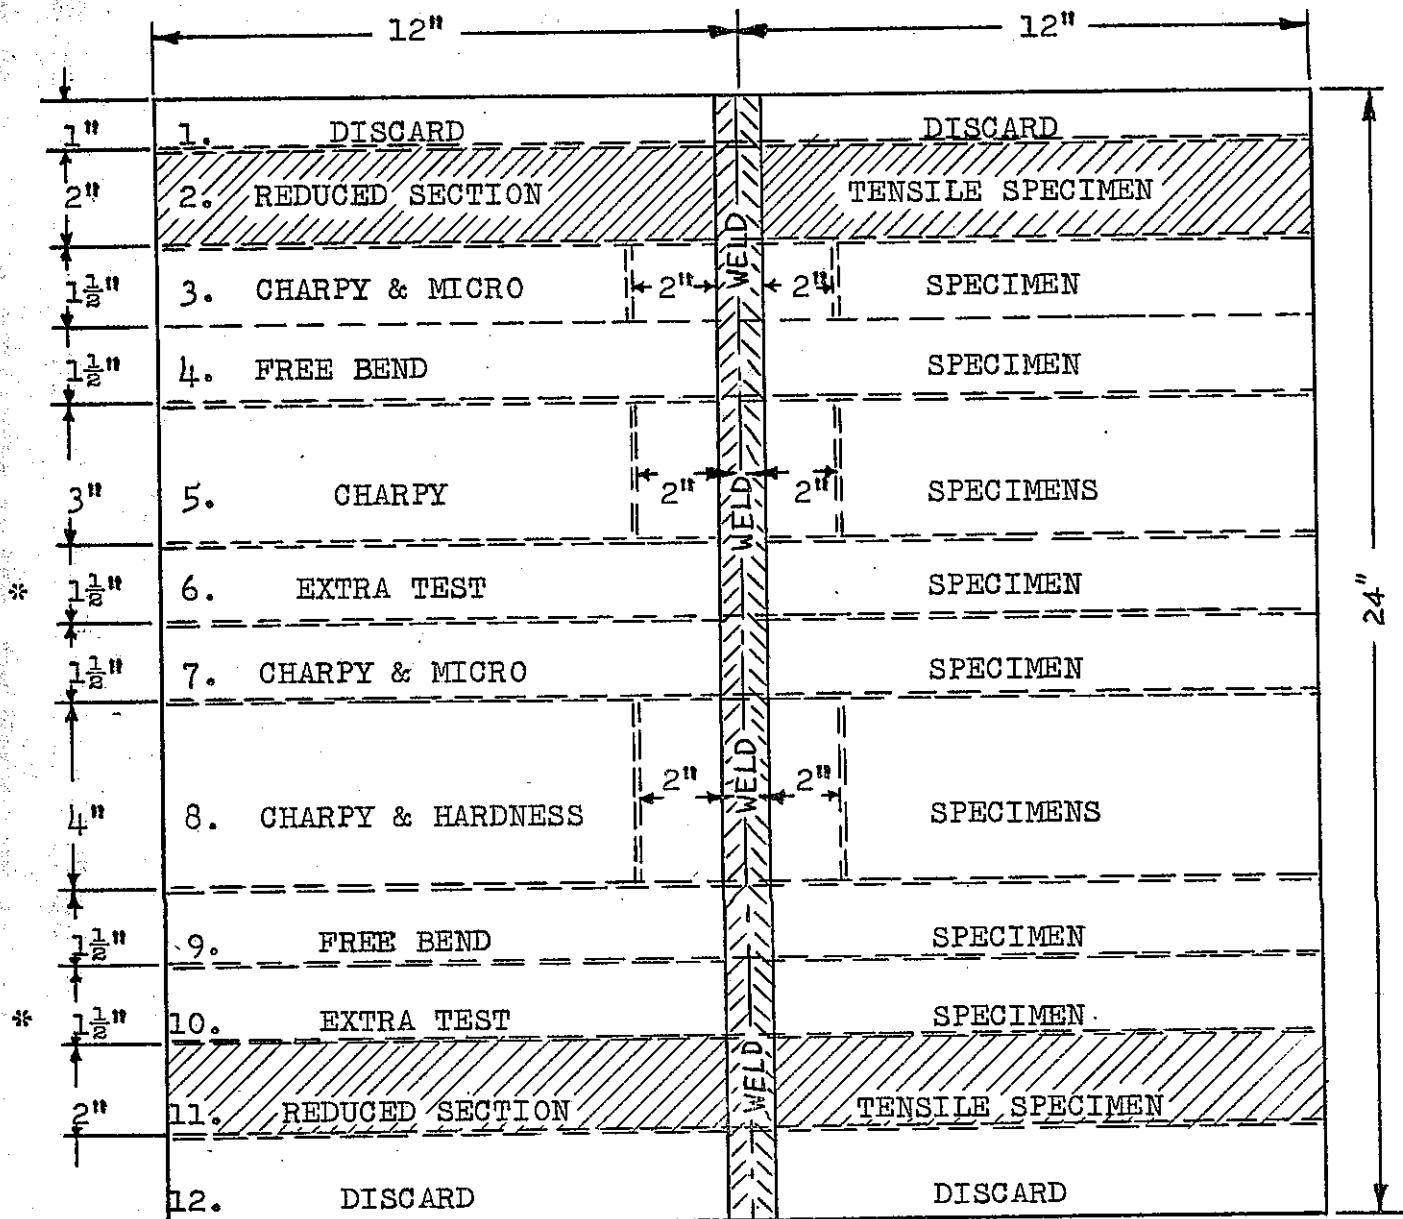 12" 12"
1" 1. DISCARD DISCARD
2" 2. REDUCED SECTION TENSILE SPECIMEN
WELD
1½" 3. CHARPY & MICRO 2" 2" SPECIMEN
1½" 4. FREE BEND SPECIMEN
3" 5. CHARPY 2" 2" SPECIMENS
WELD
* 1½" 6. EXTRA TEST SPECIMEN
24"
1½" 7. CHARPY & MICRO SPECIMEN
2" 2"
WELD
4" 8. CHARPY & HARDNESS SPECIMENS
1½" 9. FREE BEND SPECIMEN
* 1½" 10. EXTRA TEST SPECIMEN
WELD
2" 11. REDUCED SECTION TENSILE SPECIMEN
12. DISCARD DISCARD